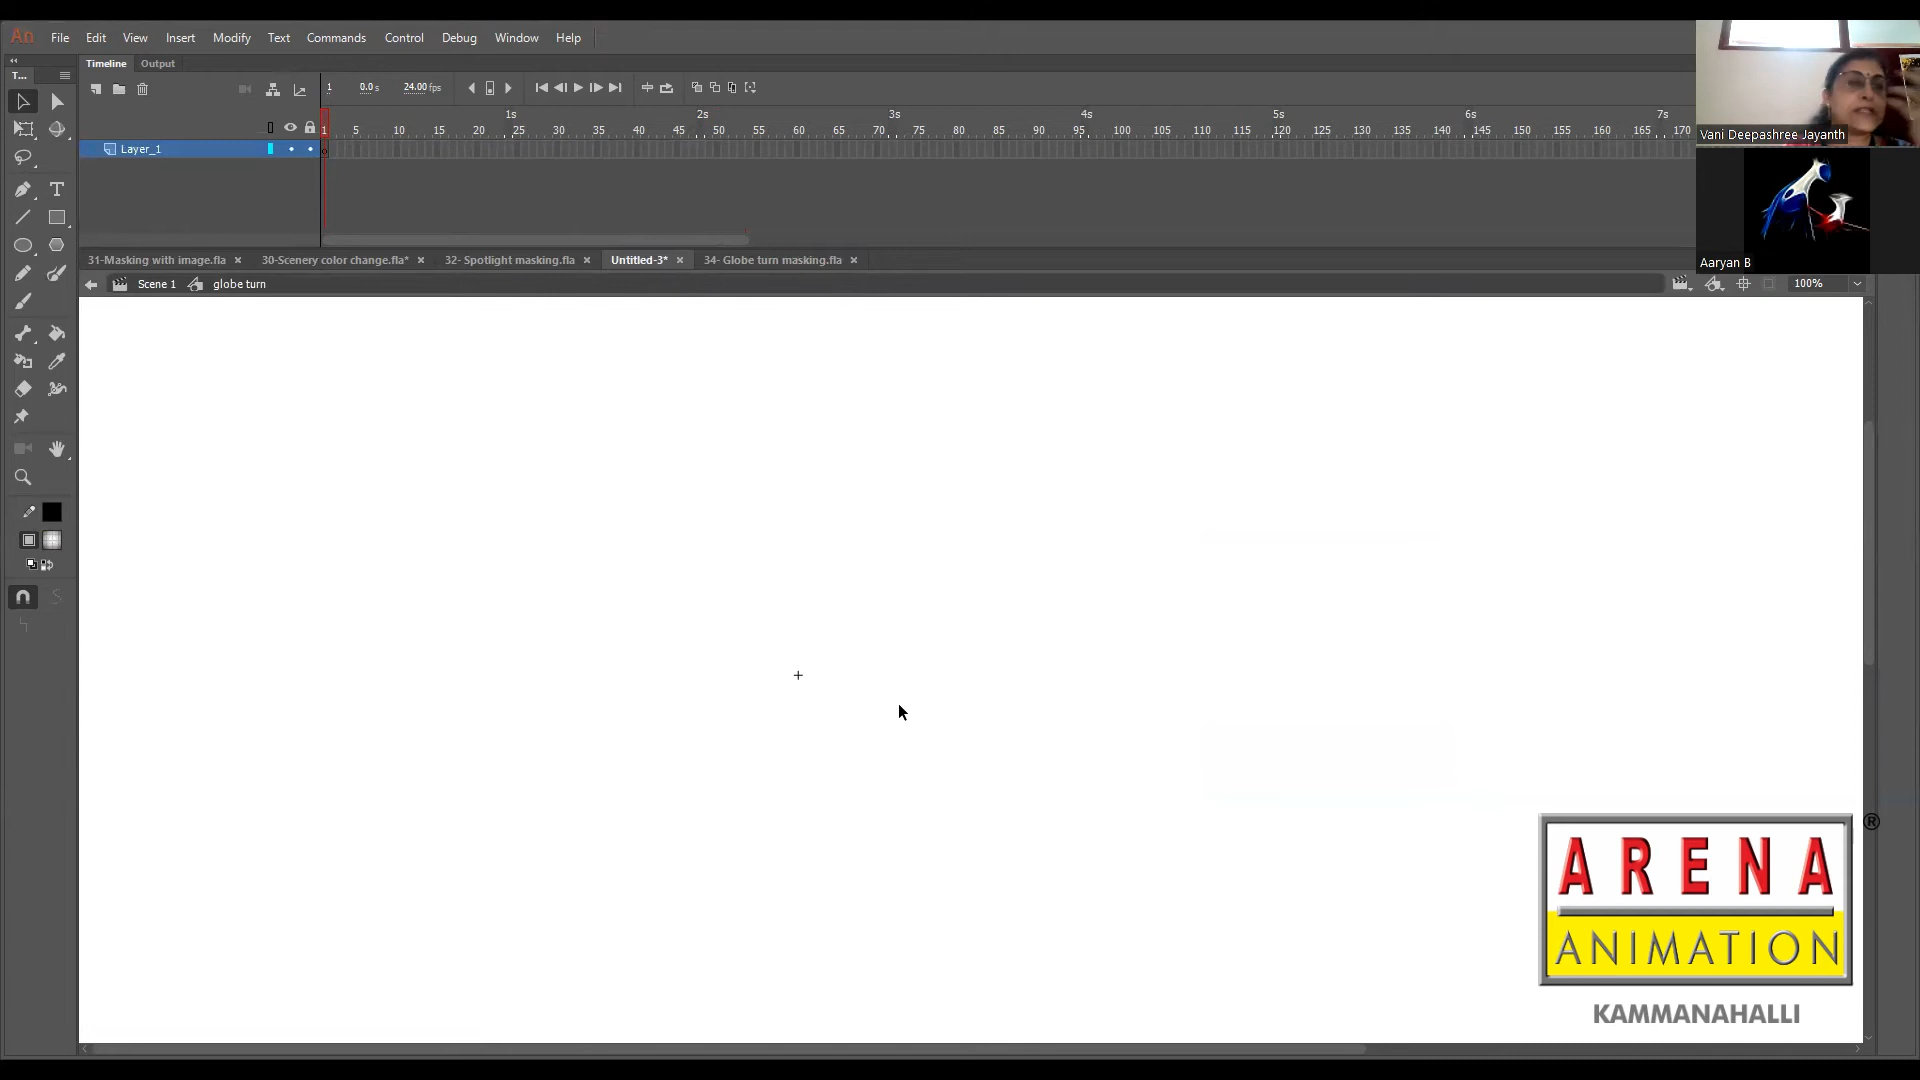 An File Edit View Insert Modify Text Commands Control Debug Window Help
Timeline Output
T...
1 0.0 s 24.00 fps
1s 2s 3s 4s 5s 6s 7s
1 5 10 15 20 25 30 35 40 45 50 55 60 65 70 75 80 85 90 95 100 105 110 115 120 125 130 135 140 145 150 155 160 165 170
Layer_1
31-Masking with image.fla 30-Scenery color change.fla* 32- Spotlight masking.fla Untitled-3* 34- Globe turn masking.fla
Scene 1 globe turn 100%
Vani Deepashree Jayanth
Aaryan B
ARENA ®
ANIMATION
KAMMANAHALLI